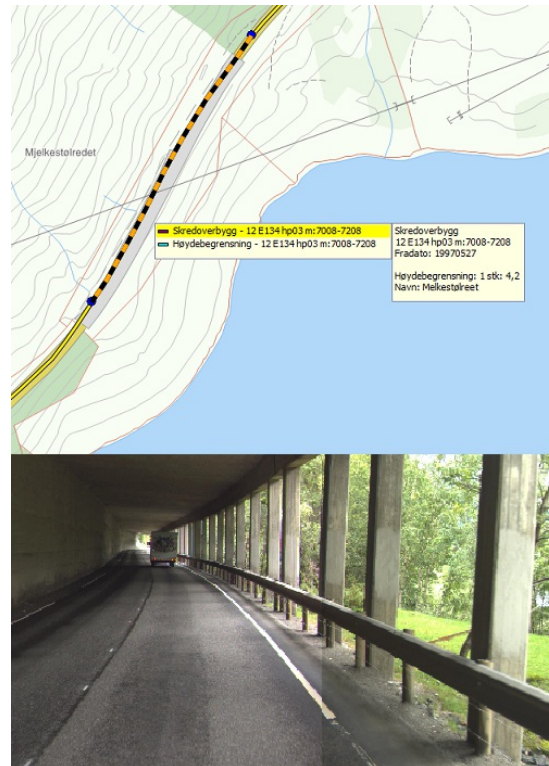 Mjelkestølredet
Skredoverbygg - 12 E134 hp03 m:7008-7208
Høydebegrensning - 12 E134 hp03 m:7008-7208
Skredoverbygg
12 E134 hp03 m:7008-7208
Fradato: 19970527
Høydebegrensning: 1 stk: 4,2
Navn: Melkestølreet